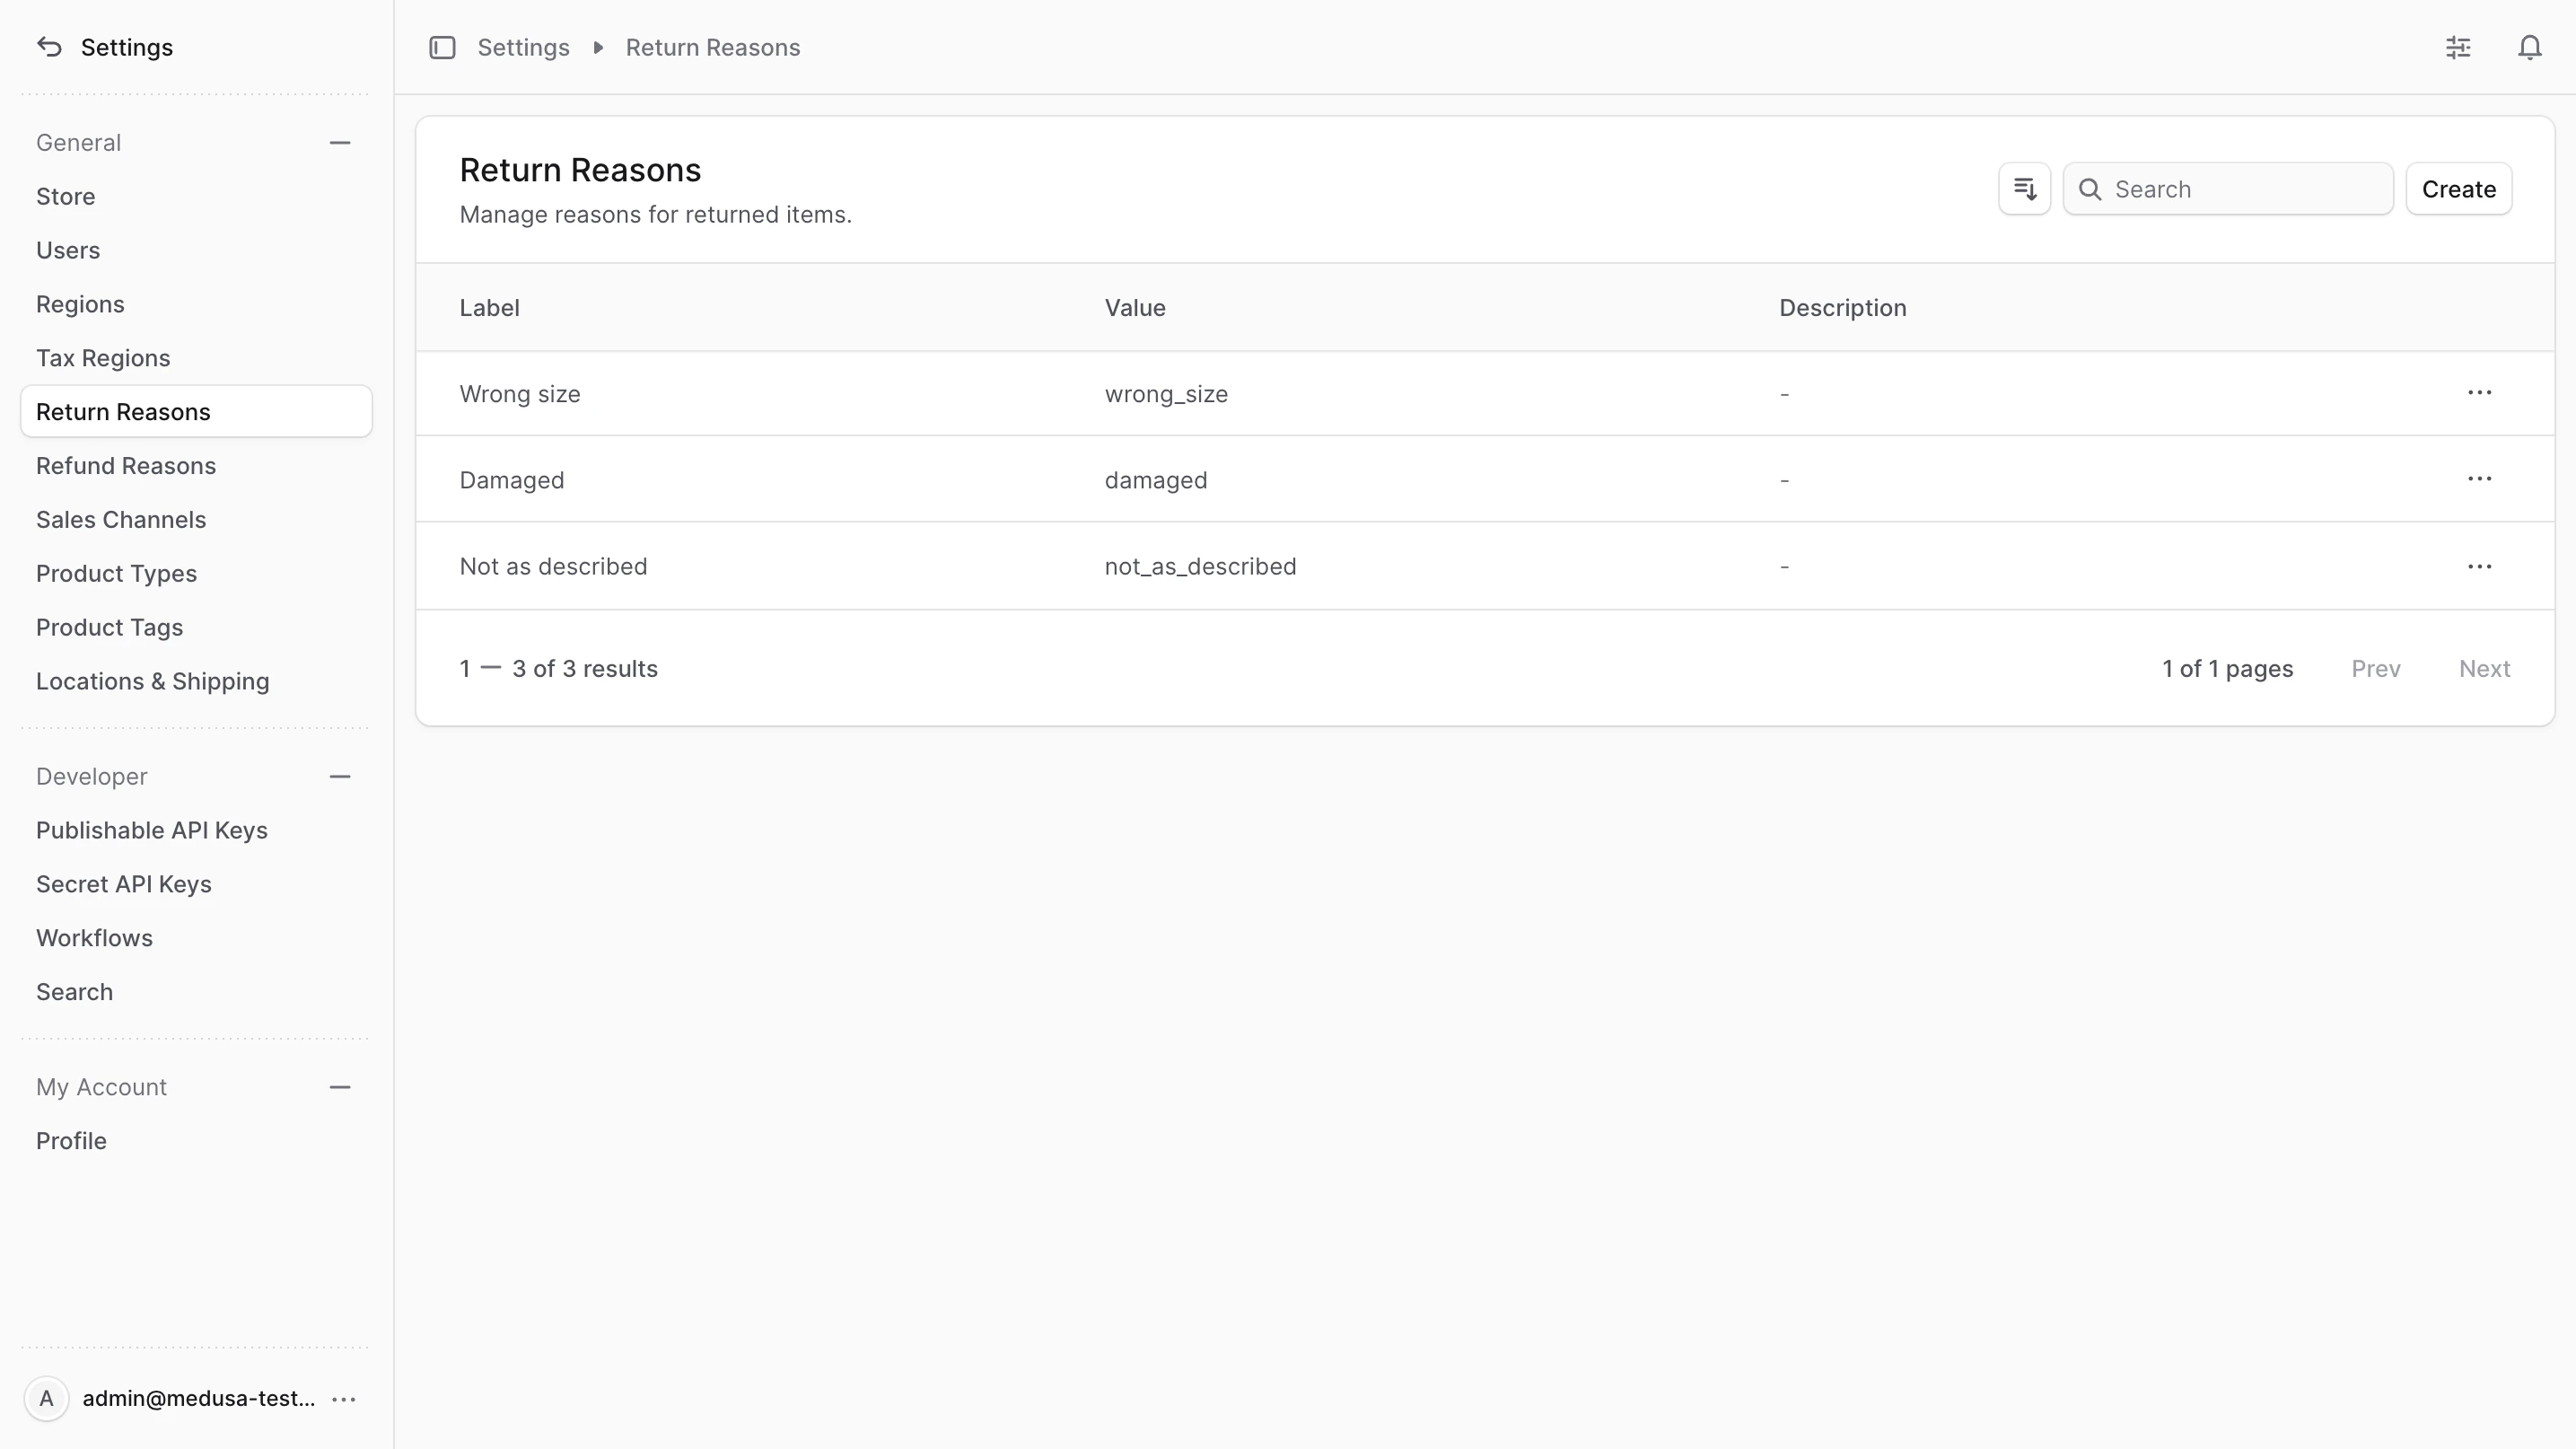 Settings
General
Store
Users
Regions
Tax Regions
Return Reasons
Refund Reasons
Sales Channels
Product Types
Product Tags
Locations & Shipping
Developer
Publishable API Keys
Secret API Keys
Workflows
Search
My Account
Profile
A admin@medusa-test...
Settings Return Reasons
Return Reasons
Manage reasons for returned items.
Search Create
Label Value Description
Wrong size wrong_size -
Damaged damaged -
Not as described not_as_described -
1 — 3 of 3 results 1 of 1 pages Prev Next